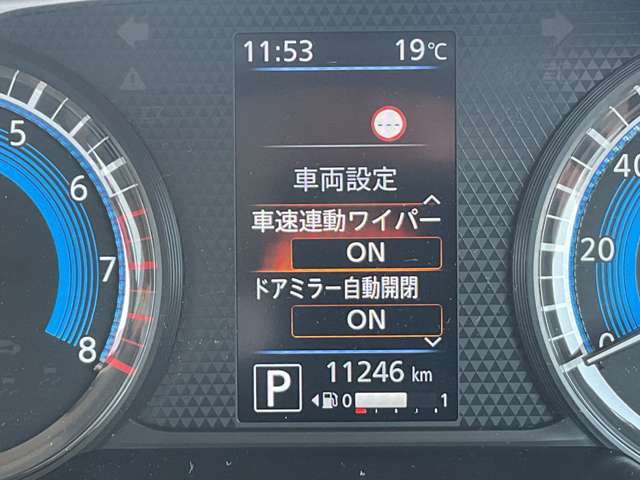 11:53 19℃
---
車両設定
車速連動ワイパー
ON
ドアミラー自動開閉
ON
P 11246 km
0 1
5
6
7
8
40
20
0